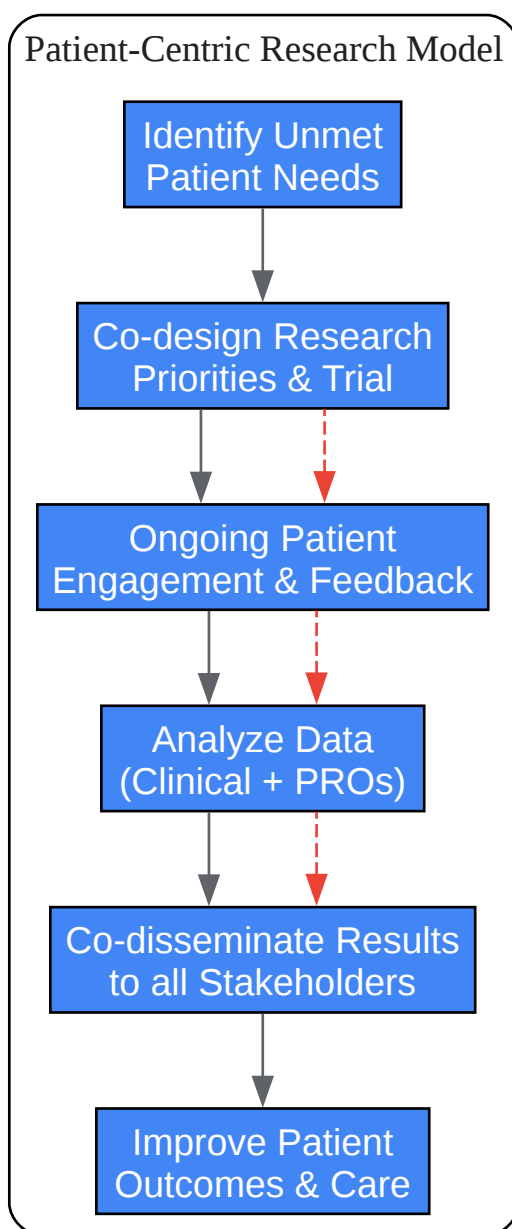 Patient-Centric Research Model
Identify Unmet
Patient Needs
Co-design Research
Priorities & Trial
Ongoing Patient
Engagement & Feedback
Analyze Data
(Clinical + PROs)
Co-disseminate Results
to all Stakeholders
Improve Patient
Outcomes & Care